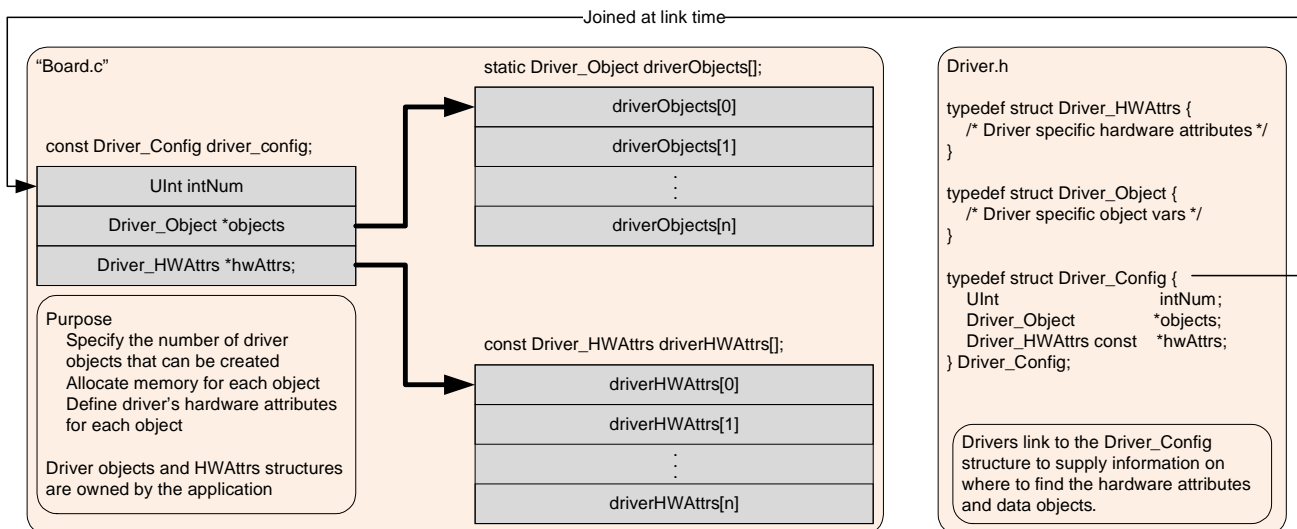 Joined at link time
“Board.c”
static Driver_Object driverObjects[];
driverObjects[0]
driverObjects[1]
driverObjects[n]
const Driver_Config driver_config;
UInt intNum
Driver_Object *objects
Driver_HWAttrs *hwAttrs;
Purpose
Specify the number of driver
objects that can be created
Allocate memory for each object
Define driver's hardware attributes
for each object
Driver objects and HWAttrs structures
are owned by the application
const Driver_HWAttrs driverHWAttrs[];
driverHWAttrs[0]
driverHWAttrs[1]
driverHWAttrs[n]
Driver.h
typedef struct Driver_HWAttrs {
/* Driver specific hardware attributes */
}
typedef struct Driver_Object {
/* Driver specific object vars */
}
typedef struct Driver_Config {
UInt intNum;
Driver_Object *objects;
Driver_HWAttrs const *hwAttrs;
} Driver_Config;
Drivers link to the Driver_Config
structure to supply information on
where to find the hardware attributes
and data objects.